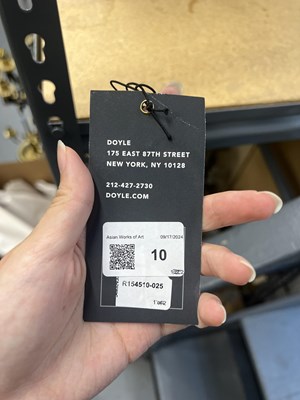 DOYLE
175 EAST 87TH STREET
NEW YORK, NY 10128
212-427-2730
DOYLE.COM
Asian Works of Art 09/17/2024
10
R154510-025